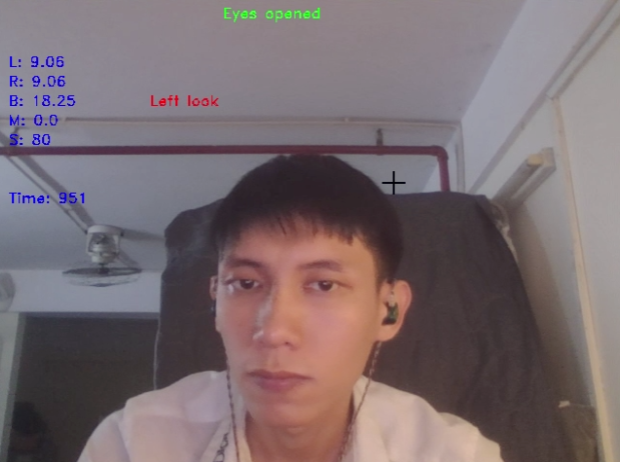 Eyes opened
L: 9.06
R: 9.06
B: 18.25
Left look
M: 0.0
S: 80
Time: 951